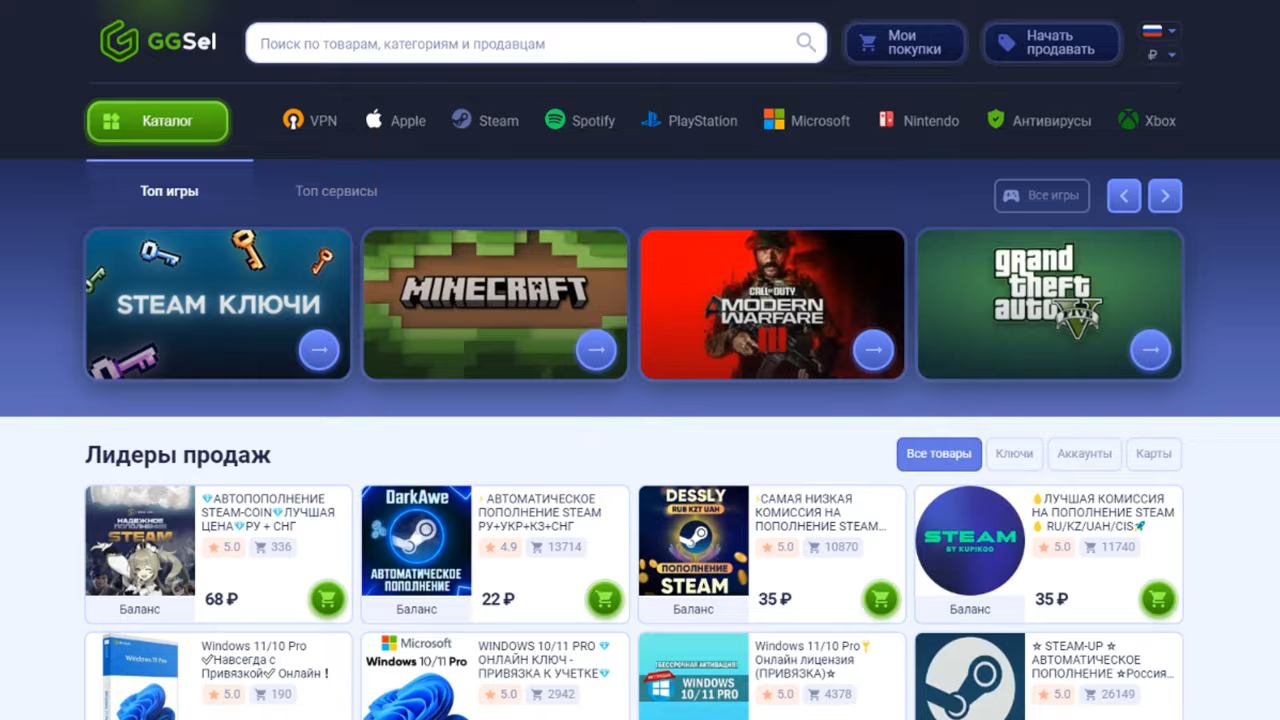 GGSel
Поиск по товарам, категориям и продавцам
Мои
покупки
Начать
продавать
₽
Каталог
VPN
Apple
Steam
Spotify
PlayStation
Microsoft
Nintendo
Антивирусы
Xbox
Топ игры
Топ сервисы
Все игры
STEAM КЛЮЧИ
MINECRAFT
CALL OF DUTY
MODERN
WARFARE
III
grand
theft
auto V
FIVE
Лидеры продаж
Все товары
Ключи
Аккаунты
Карты
НАДЕЖНОЕ
ПОПОЛНЕНИЕ
STEAM
Баланс
💎АВТОПОПОЛНЕНИЕ
STEAM-COIN💎ЛУЧШАЯ
ЦЕНА💎РУ + СНГ
5.0
336
68 ₽
DarkAwe
АВТОМАТИЧЕСКОЕ
ПОПОЛНЕНИЕ
Баланс
⚡АВТОМАТИЧЕСКОЕ
ПОПОЛНЕНИЕ STEAM
РУ+УКР+КЗ+СНГ
4.9
13714
22 ₽
DESSLY
RUB KZT UAH
ПОПОЛНЕНИЕ
STEAM
Баланс
⚡САМАЯ НИЗКАЯ
КОМИССИЯ НА
ПОПОЛНЕНИЕ STEAM...
5.0
10870
35 ₽
STEAM
BY KUPIKOD
Баланс
🔥ЛУЧШАЯ КОМИССИЯ
НА ПОПОЛНЕНИЕ STEAM
🔥 RU/KZ/UAH/CIS🚀
5.0
11740
35 ₽
Windows 11 Pro
Windows 11/10 Pro
✅Навсегда с
Привязкой✅ Онлайн❗
5.0
190
Microsoft
Windows 10/11 Pro
WINDOWS 10/11 PRO 💎
ОНЛАЙН КЛЮЧ -
ПРИВЯЗКА К УЧЕТКЕ💎
5.0
2942
!БЕССРОЧНАЯ АКТИВАЦИЯ!
WINDOWS
10/11 PRO
Windows 11/10 Pro🏆
Онлайн лицензия
(ПРИВЯЗКА)⭐
5.0
4378
☆ STEAM-UP ☆
АВТОМАТИЧЕСКОЕ
ПОПОЛНЕНИЕ ☆Россия...
5.0
26149